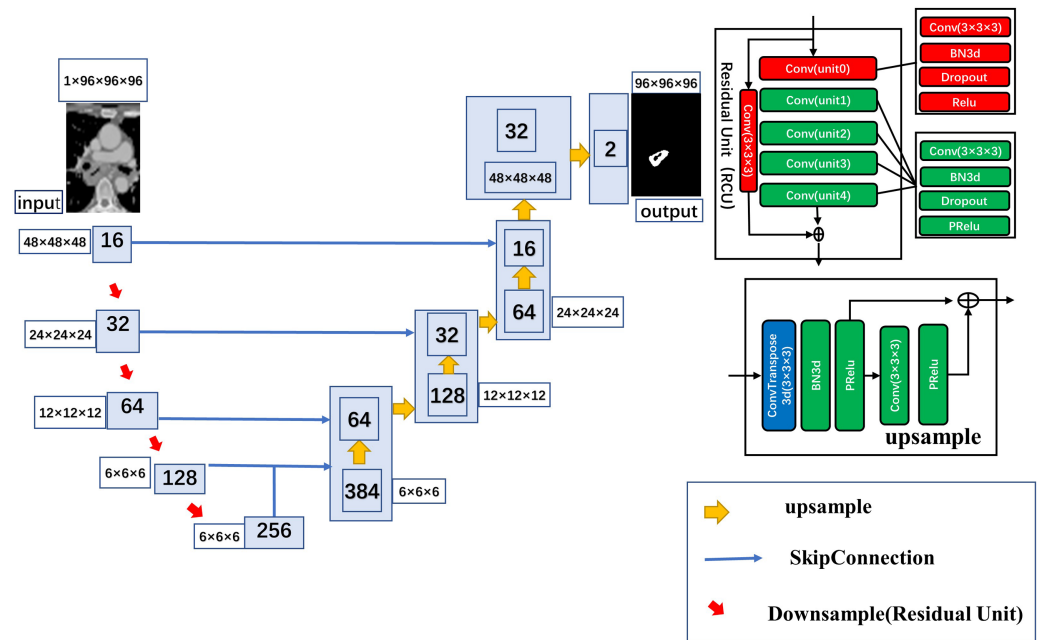 1×96×96×96
input
48×48×48
16
32
24×24×24
64
12×12×12
6×6×6
128
6×6×6
256
64
384
6×6×6
32
128
12×12×12
16
64
24×24×24
32
48×48×48
2
96×96×96
output
Residual Unit (RCU)
Conv(3×3×3)
Conv(unit0)
Conv(unit1)
Conv(unit2)
Conv(unit3)
Conv(unit4)
Conv(3×3×3)
BN3d
Dropout
Relu
Conv(3×3×3)
BN3d
Dropout
PRelu
ConvTranspose
3d(3×3×3)
BN3d
PRelu
Conv(3×3×3)
PRelu
upsample
upsample
SkipConnection
Downsample(Residual Unit)